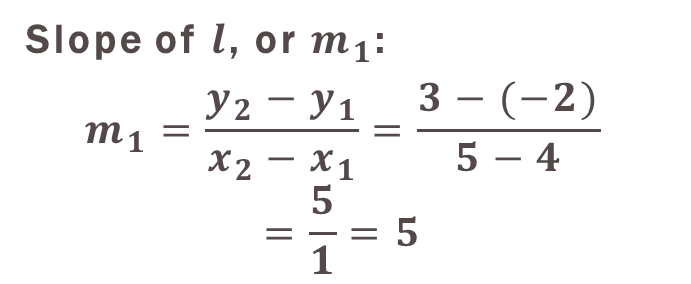 Slope of l, or m₁:
m₁ = (y₂ − y₁)/(x₂ − x₁) = (3 − (−2))/(5 − 4)
= 5/1 = 5